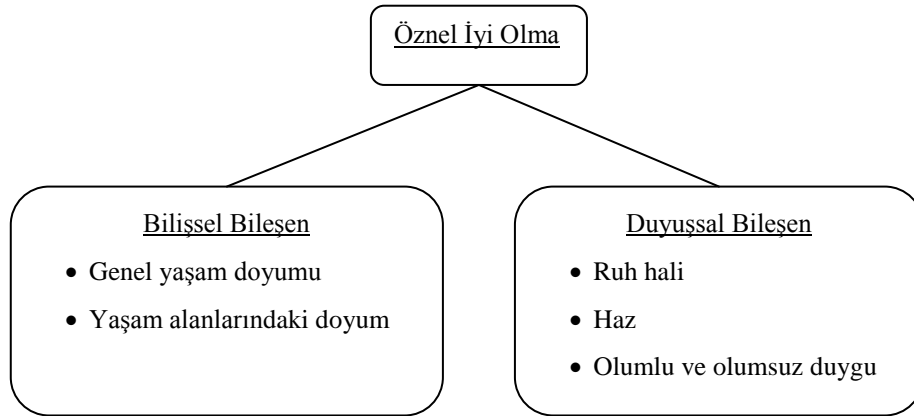 Öznel İyi Olma
Bilişsel Bileşen
• Genel yaşam doyumu
• Yaşam alanlarındaki doyum
Duyuşsal Bileşen
• Ruh hali
• Haz
• Olumlu ve olumsuz duygu